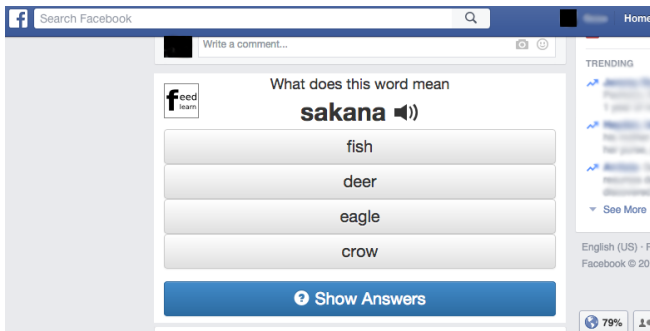 Search Facebook
Home
Write a comment...
TRENDING
feed
learn
What does this word mean
sakana
fish
deer
eagle
crow
Show Answers
See More
English (US) ·
Facebook © 20
79%